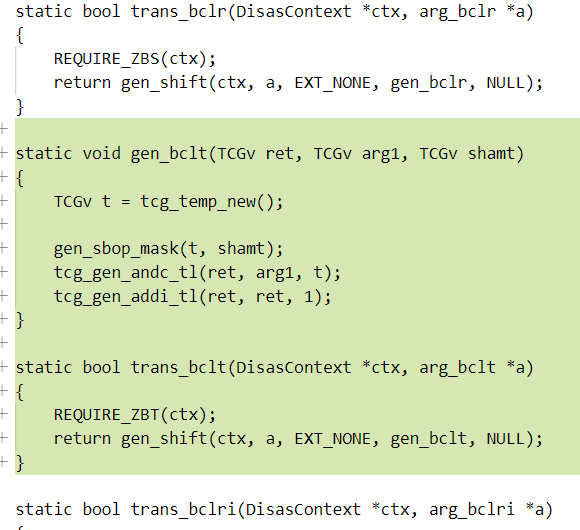 static bool trans_bclr(DisasContext *ctx, arg_bclr *a)
{
    REQUIRE_ZBS(ctx);
    return gen_shift(ctx, a, EXT_NONE, gen_bclr, NULL);
}
+
+ static void gen_bclt(TCGv ret, TCGv arg1, TCGv shamt)
+ {
+     TCGv t = tcg_temp_new();
+
+     gen_sbop_mask(t, shamt);
+     tcg_gen_andc_tl(ret, arg1, t);
+     tcg_gen_addi_tl(ret, ret, 1);
+ }
+
+ static bool trans_bclt(DisasContext *ctx, arg_bclt *a)
+ {
+     REQUIRE_ZBT(ctx);
+     return gen_shift(ctx, a, EXT_NONE, gen_bclt, NULL);
+ }

static bool trans_bclri(DisasContext *ctx, arg_bclri *a)
{